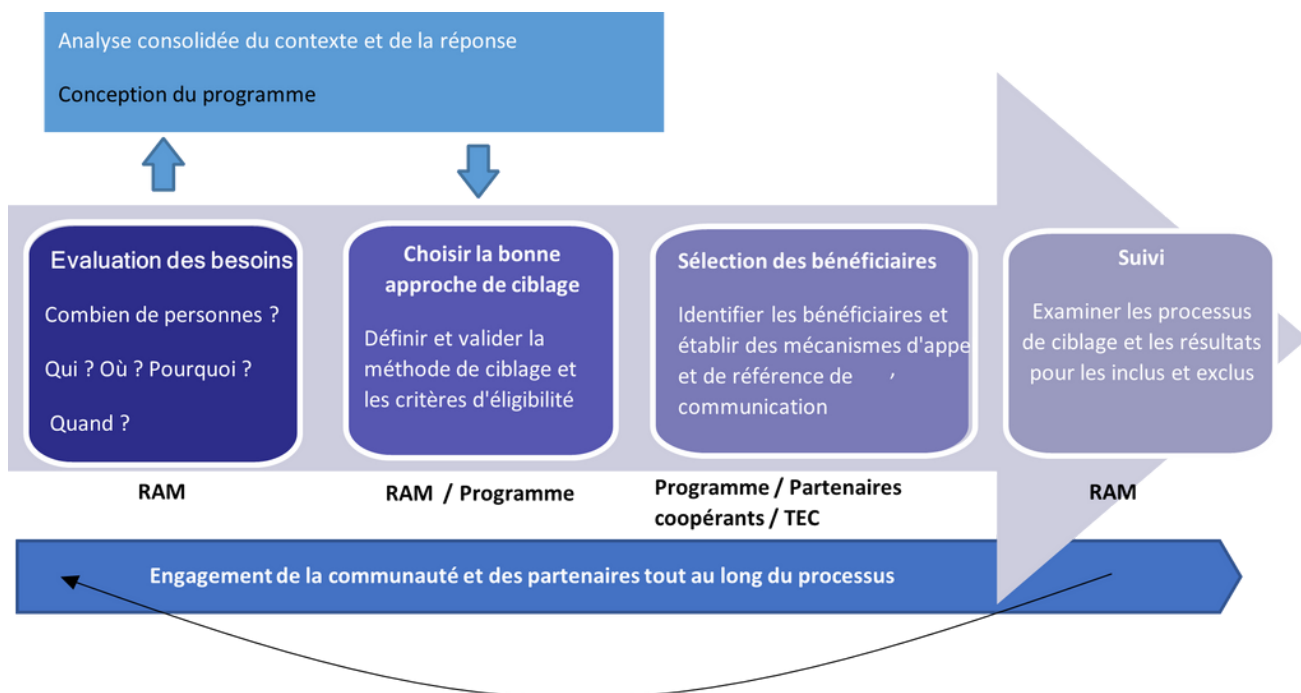 Analyse consolidée du contexte et de la réponse
Conception du programme
Evaluation des besoins
Combien de personnes ?
Qui ? Où ? Pourquoi ?
Quand ?
Choisir la bonne
approche de ciblage
Définir et valider la
méthode de ciblage et
les critères d'éligibilité
Sélection des bénéficiaires
Identifier les bénéficiaires et
établir des mécanismes d'appe
et de référence de ,
communication
Suivi
Examiner les processus
de ciblage et les résultats
pour les inclus et exclus
RAM
RAM / Programme
Programme / Partenaires
coopérants / TEC
RAM
Engagement de la communauté et des partenaires tout au long du processus